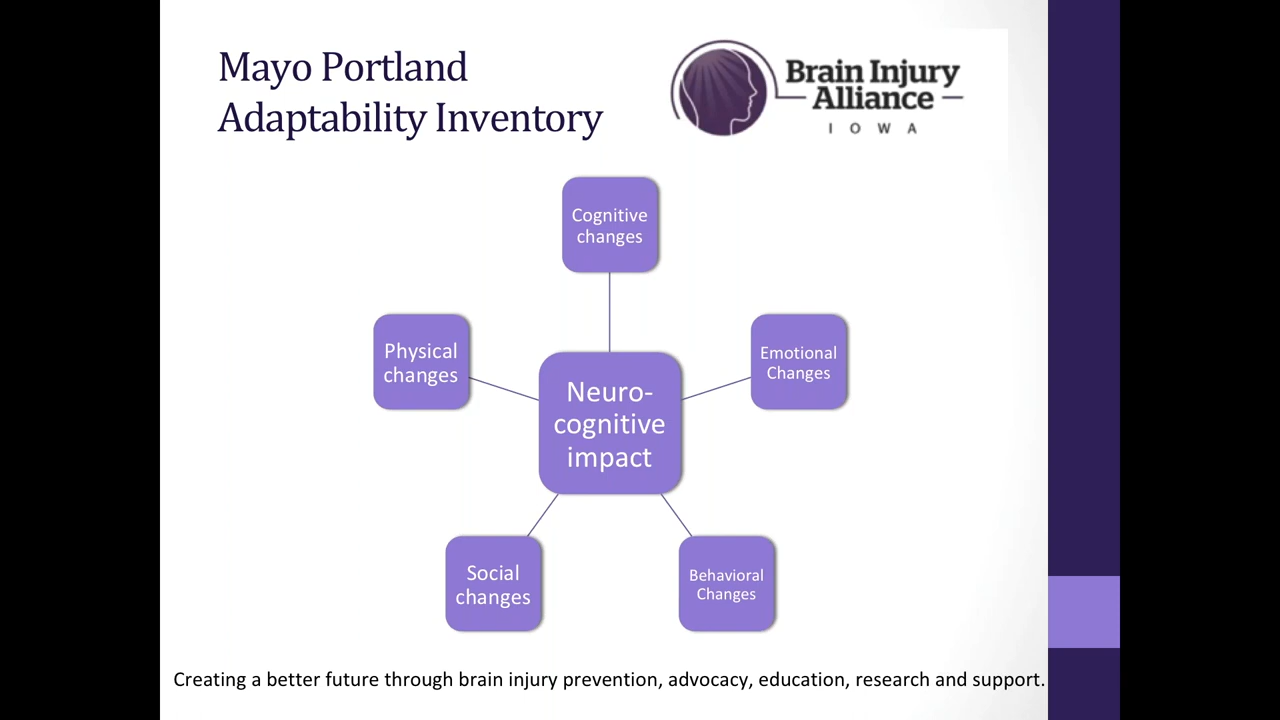 Mayo Portland
Adaptability Inventory
Brain Injury
Alliance
IOWA
Cognitive
changes
Physical
changes
Emotional
Changes
Neuro-
cognitive
impact
Social
changes
Behavioral
Changes
Creating a better future through brain injury prevention, advocacy, education, research and support.